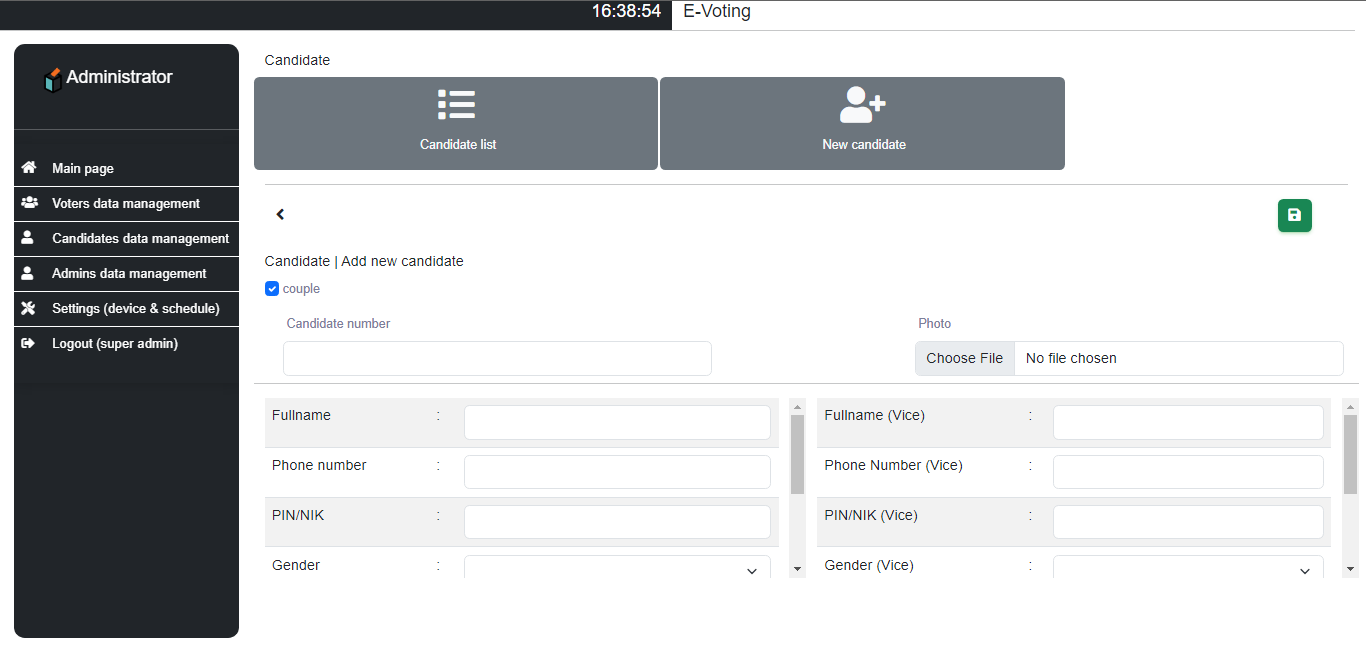 16:38:54 E-Voting
Administrator
Main page
Voters data management
Candidates data management
Admins data management
Settings (device & schedule)
Logout (super admin)
Candidate
Candidate list
New candidate
Candidate | Add new candidate
couple
Candidate number
Photo
Choose File No file chosen
Fullname :
Phone number :
PIN/NIK :
Gender :
Fullname (Vice) :
Phone Number (Vice) :
PIN/NIK (Vice) :
Gender (Vice) :